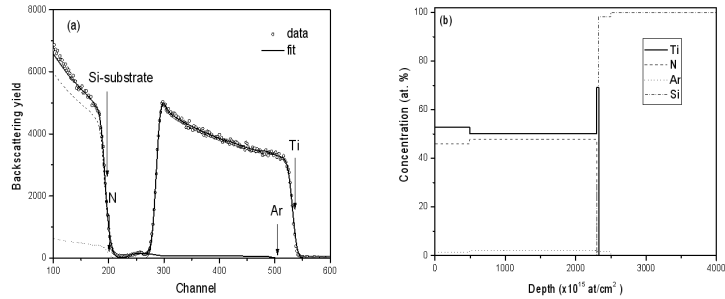 (a)
data
fit
Si-substrate
N
Ti
Ar
Backscattering yield
8000
6000
4000
2000
0
100
200
300
400
500
600
Channel
(b)
Ti
N
Ar
Si
Concentration (at. %)
100
80
60
40
20
0
0
1000
2000
3000
4000
Depth (x10¹⁵ at/cm²)